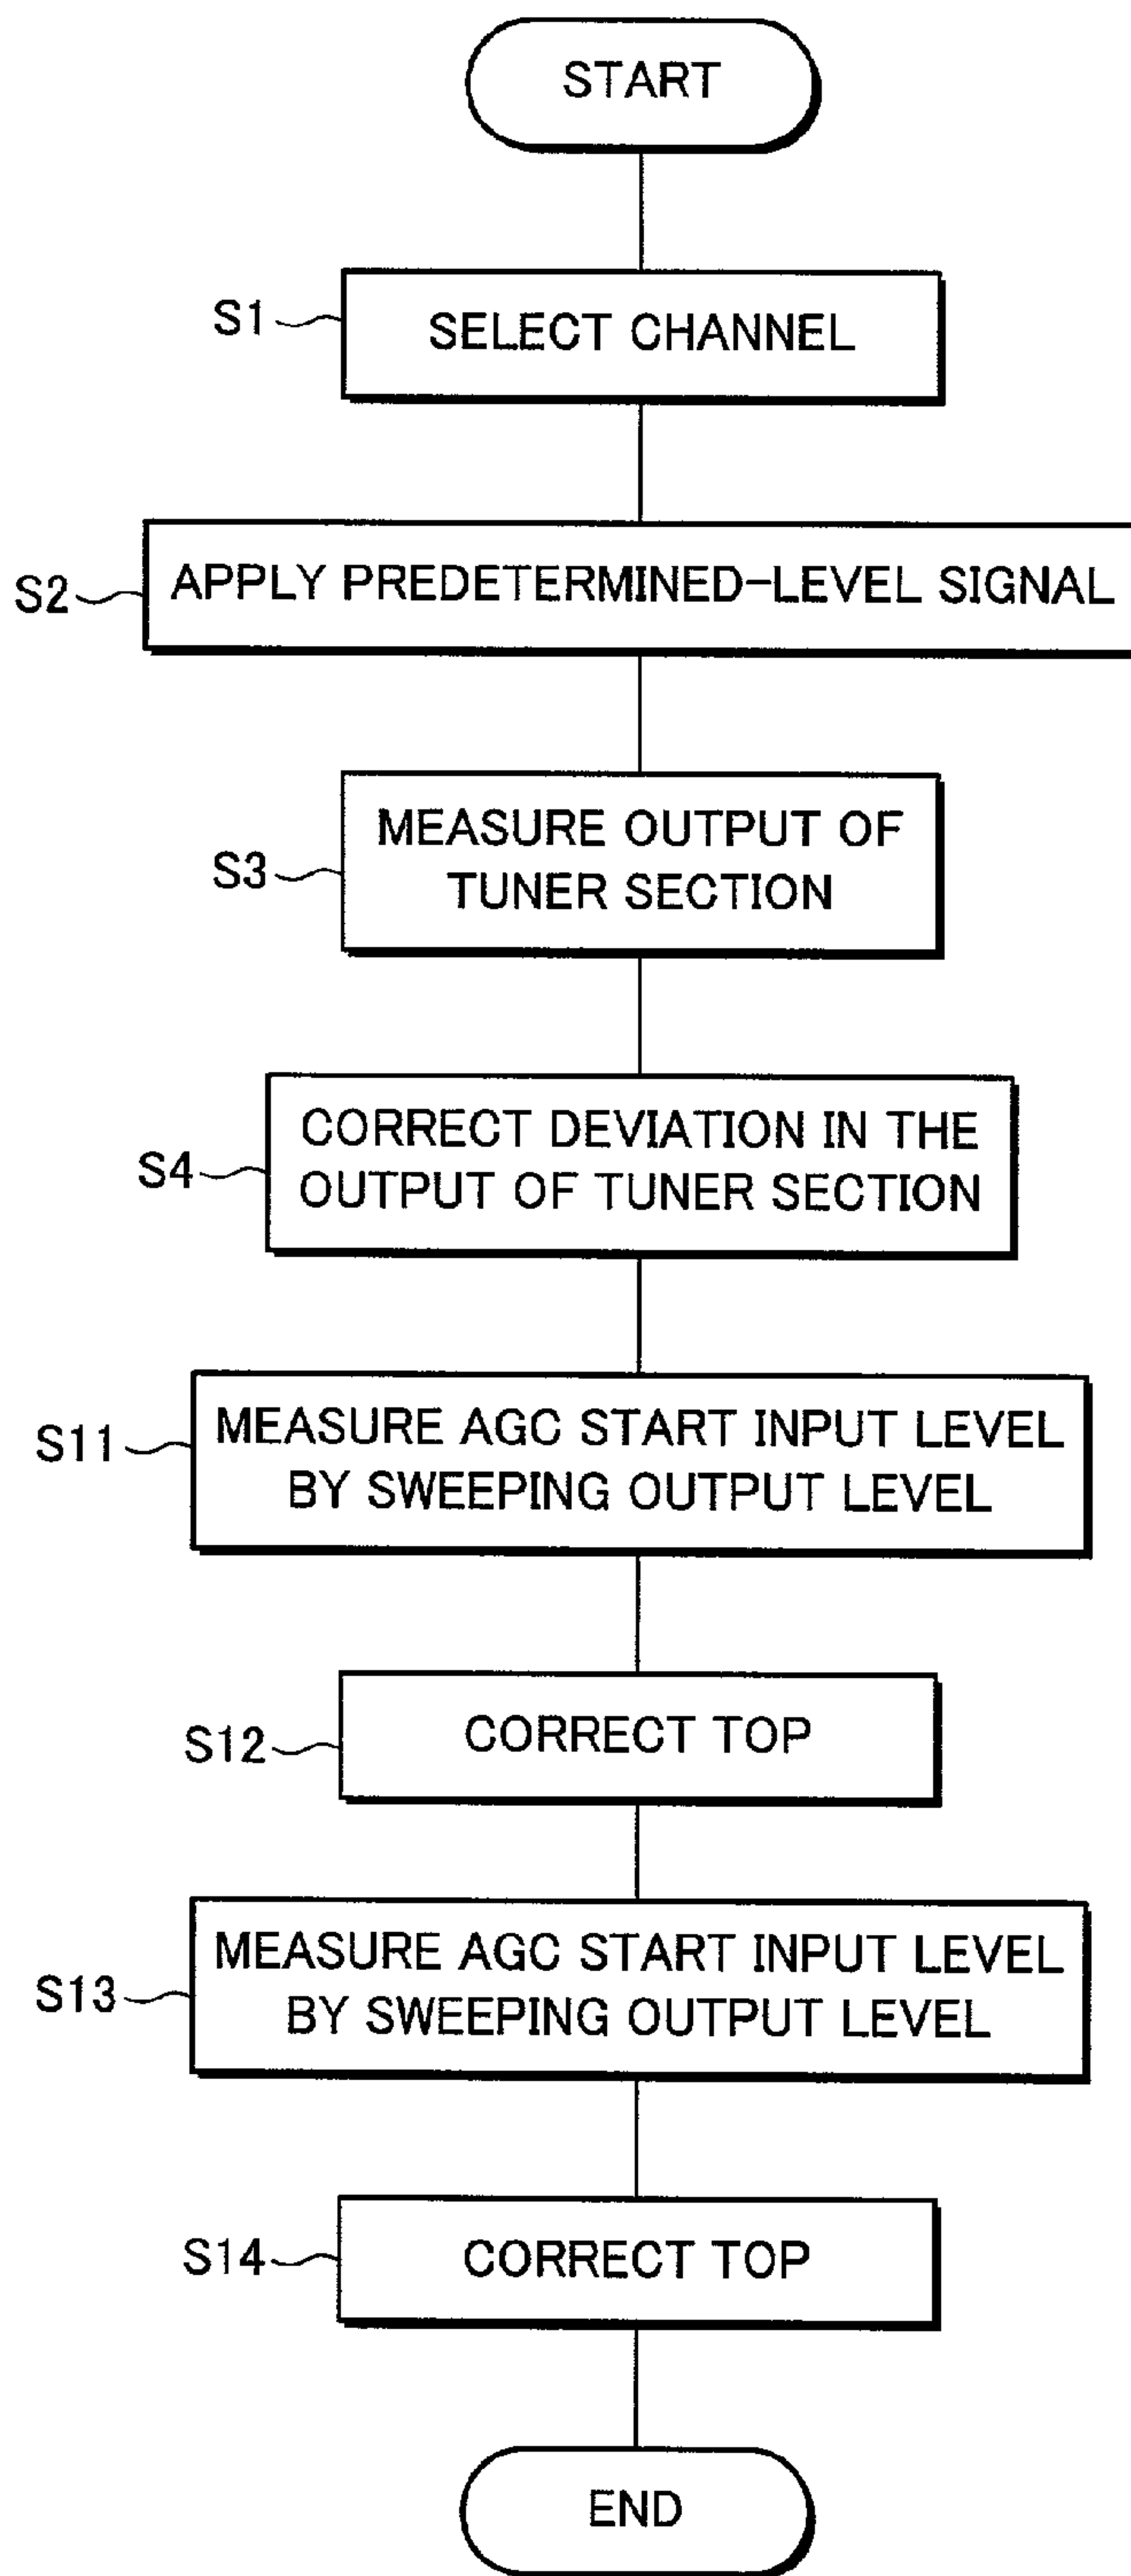 START
S1
SELECT CHANNEL
S2
APPLY PREDETERMINED-LEVEL SIGNAL
S3
MEASURE OUTPUT OF
TUNER SECTION
S4
CORRECT DEVIATION IN THE
OUTPUT OF TUNER SECTION
S11
MEASURE AGC START INPUT LEVEL
BY SWEEPING OUTPUT LEVEL
S12
CORRECT TOP
S13
MEASURE AGC START INPUT LEVEL
BY SWEEPING OUTPUT LEVEL
S14
CORRECT TOP
END